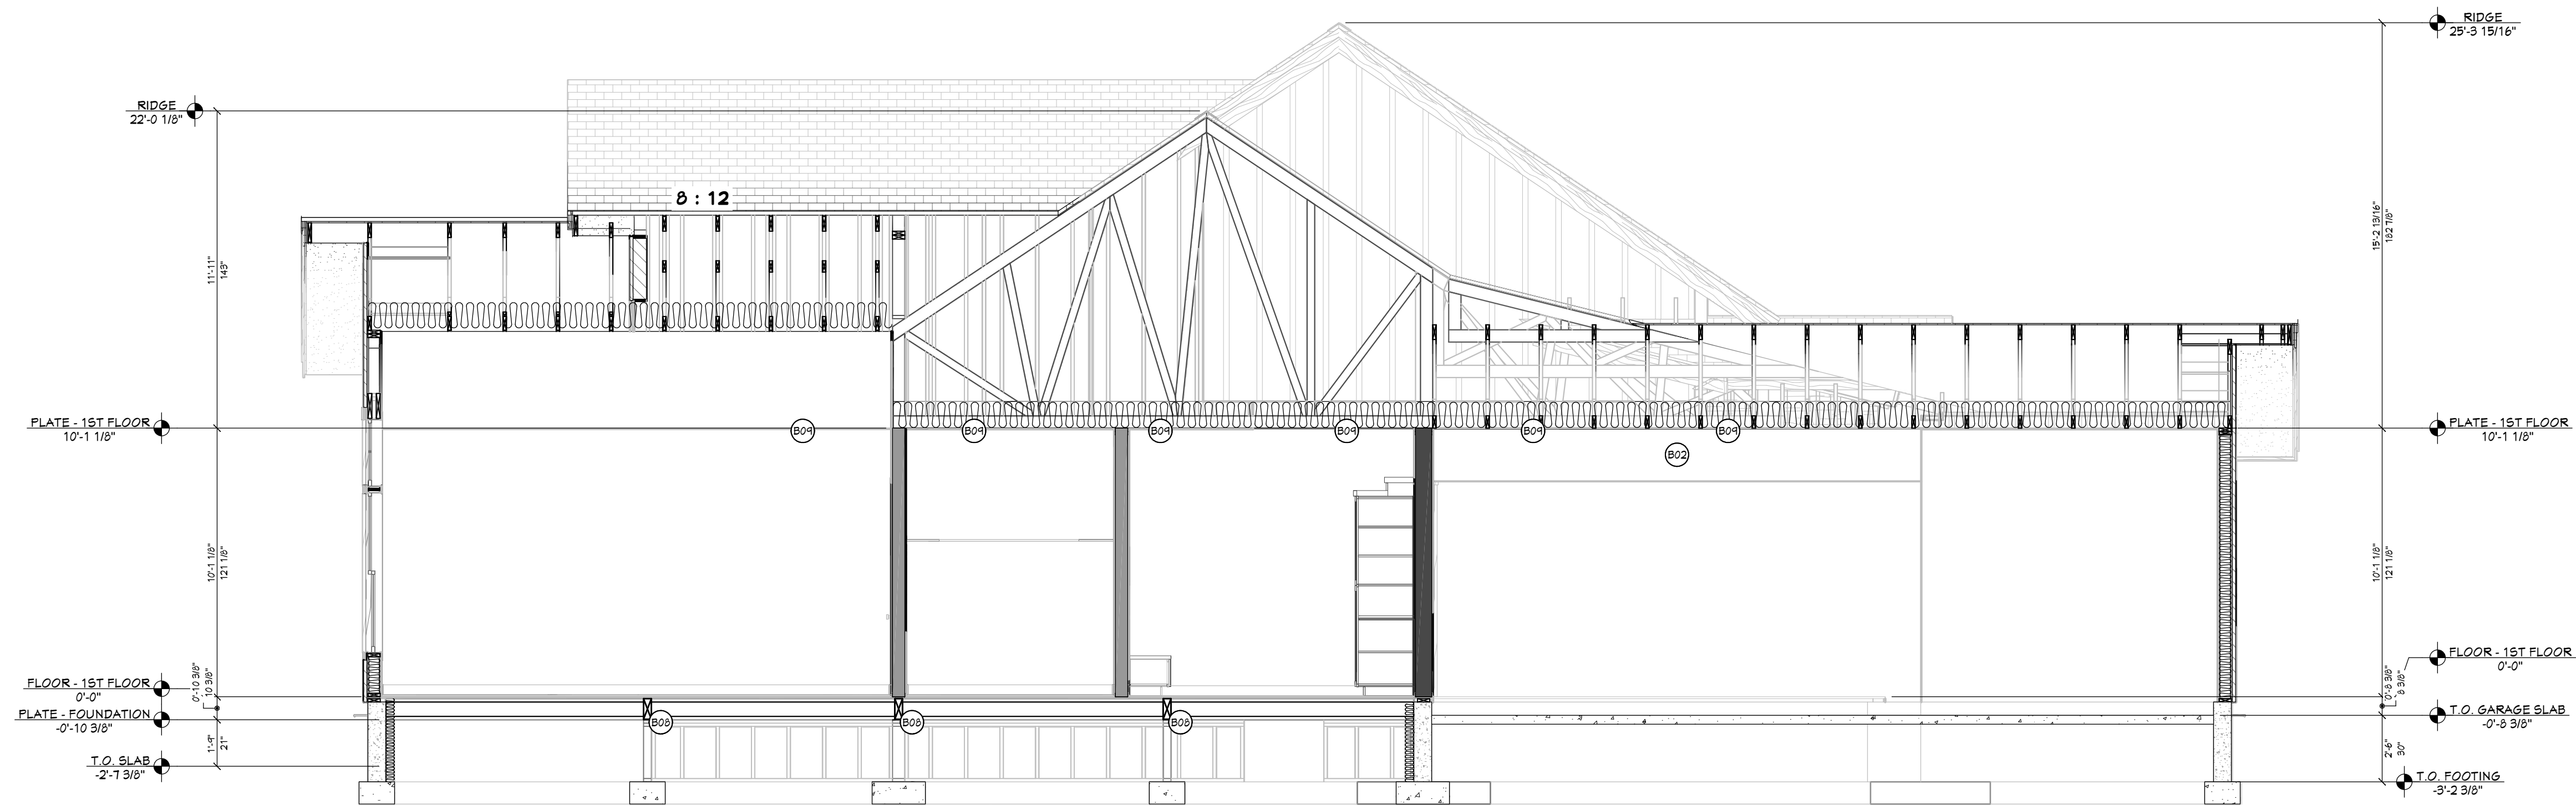 RIDGE
25'-3 15/16"
RIDGE
22'-0 1/8"
8 : 12
11'-11"
143"
15'-2 13/16"
182 7/8"
PLATE - 1ST FLOOR
10'-1 1/8"
B09
B09
B09
B09
B09
B09
PLATE - 1ST FLOOR
10'-1 1/8"
B02
10'-1 1/8"
121 1/8"
10'-1 1/8"
121 1/8"
FLOOR - 1ST FLOOR
0'-0"
0'-10 3/8"
10 3/8"
FLOOR - 1ST FLOOR
0'-0"
0'-8 3/8"
8 3/8"
PLATE - FOUNDATION
-0'-10 3/8"
B08
B08
B08
T.O. GARAGE SLAB
-0'-8 3/8"
1'-9"
21"
2'-6"
30"
T.O. SLAB
-2'-7 3/8"
T.O. FOOTING
-3'-2 3/8"